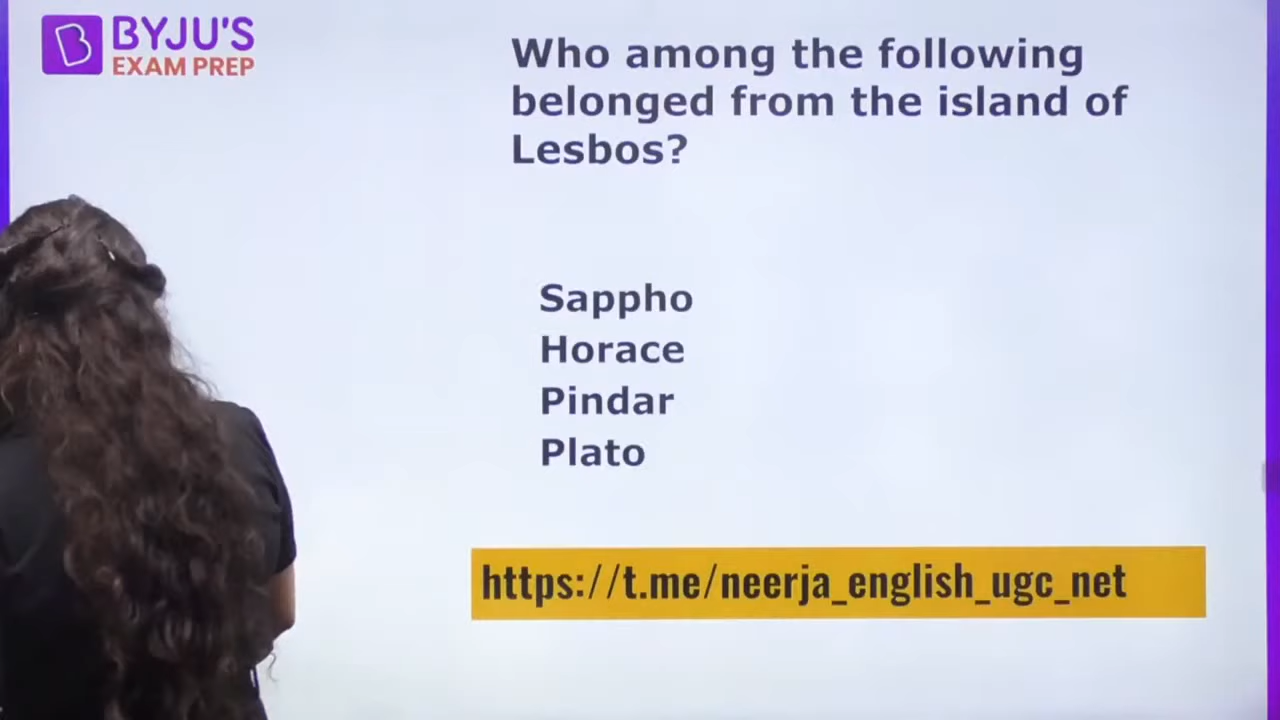 BYJU'S
EXAM PREP
Who among the following
belonged from the island of
Lesbos?
Sappho
Horace
Pindar
Plato
https://t.me/neerja_english_ugc_net